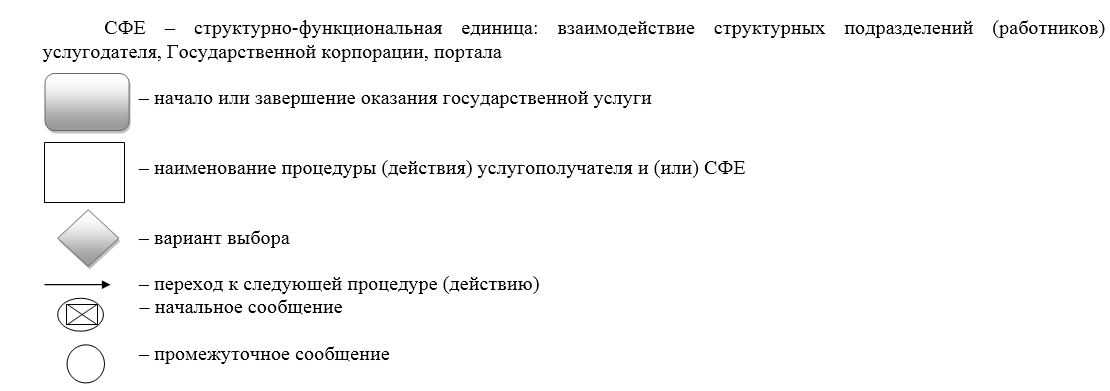 СФЕ – структурно-функциональная единица: взаимодействие структурных подразделений (работников)
услугодателя, Государственной корпорации, портала
– начало или завершение оказания государственной услуги
– наименование процедуры (действия) услугополучателя и (или) СФЕ
– вариант выбора
– переход к следующей процедуре (действию)
– начальное сообщение
– промежуточное сообщение